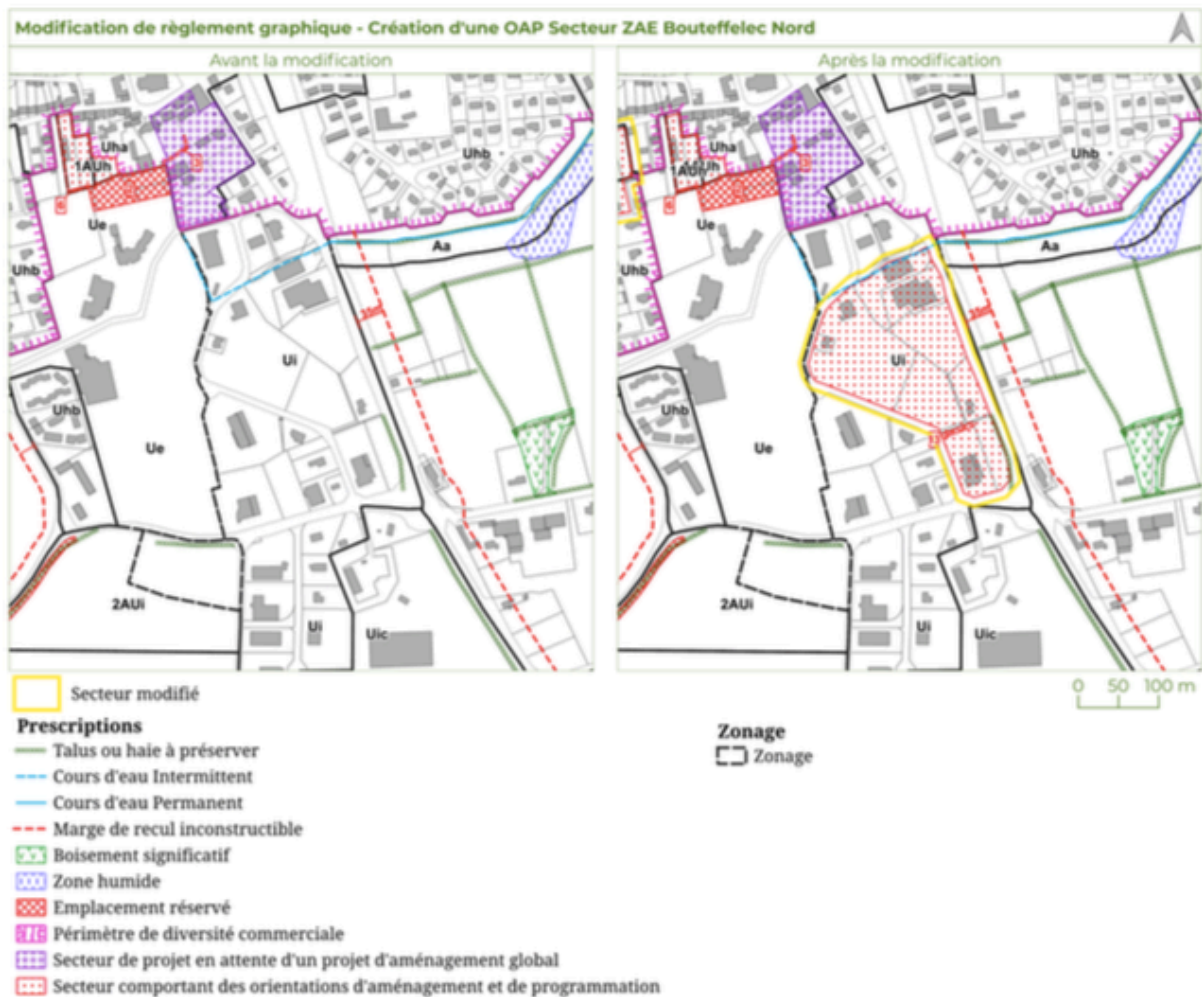 Modification de règlement graphique - Création d'une OAP Secteur ZAE Bouteffelec Nord
Avant la modification
Uha
1AUh
Uhb
Ue
Aa
Uhb
35m
Ui
Uhb
Ue
2AUi
Ui
Uic
Après la modification
Uha
1AUh
Uhb
Ue
Aa
Uhb
35m
Ui
Uhb
Ue
2AUi
Ui
Uic
0 50 100 m
Secteur modifié
Prescriptions
Talus ou haie à préserver
Cours d'eau Intermittent
Cours d'eau Permanent
Marge de recul inconstructible
Boisement significatif
Zone humide
Emplacement réservé
Périmètre de diversité commerciale
Secteur de projet en attente d'un projet d'aménagement global
Secteur comportant des orientations d'aménagement et de programmation
Zonage
Zonage